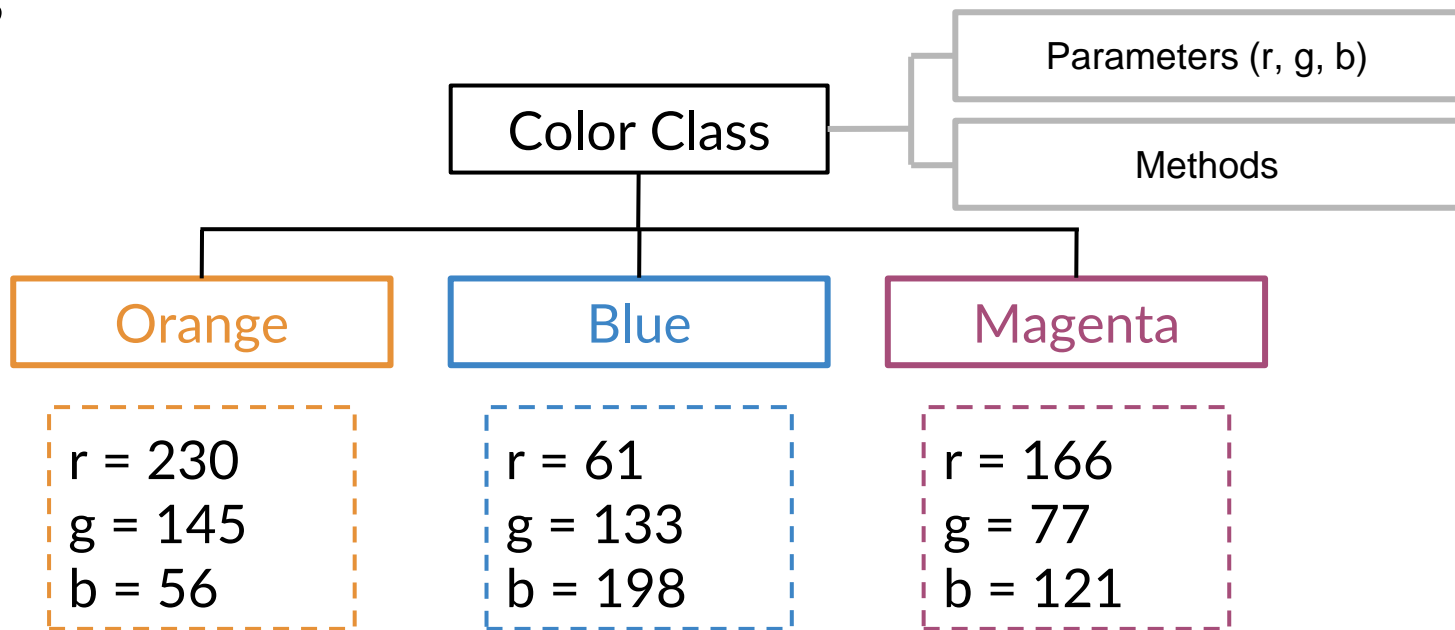 Parameters (r, g, b)
Color Class
Methods
Orange
Blue
Magenta
r = 230
g = 145
b = 56
r = 61
g = 133
b = 198
r = 166
g = 77
b = 121